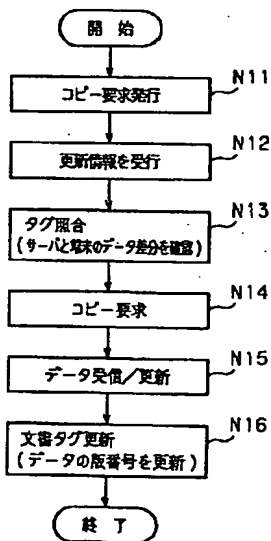 開 始
N11
コピー要求発行
N12
更新情報を受行
N13
タグ照合
(サーバと端末のデータ差分を確認)
N14
コピー要求
N15
データ受信/更新
N16
文書タグ更新
(データの版番号を更新)
終 了